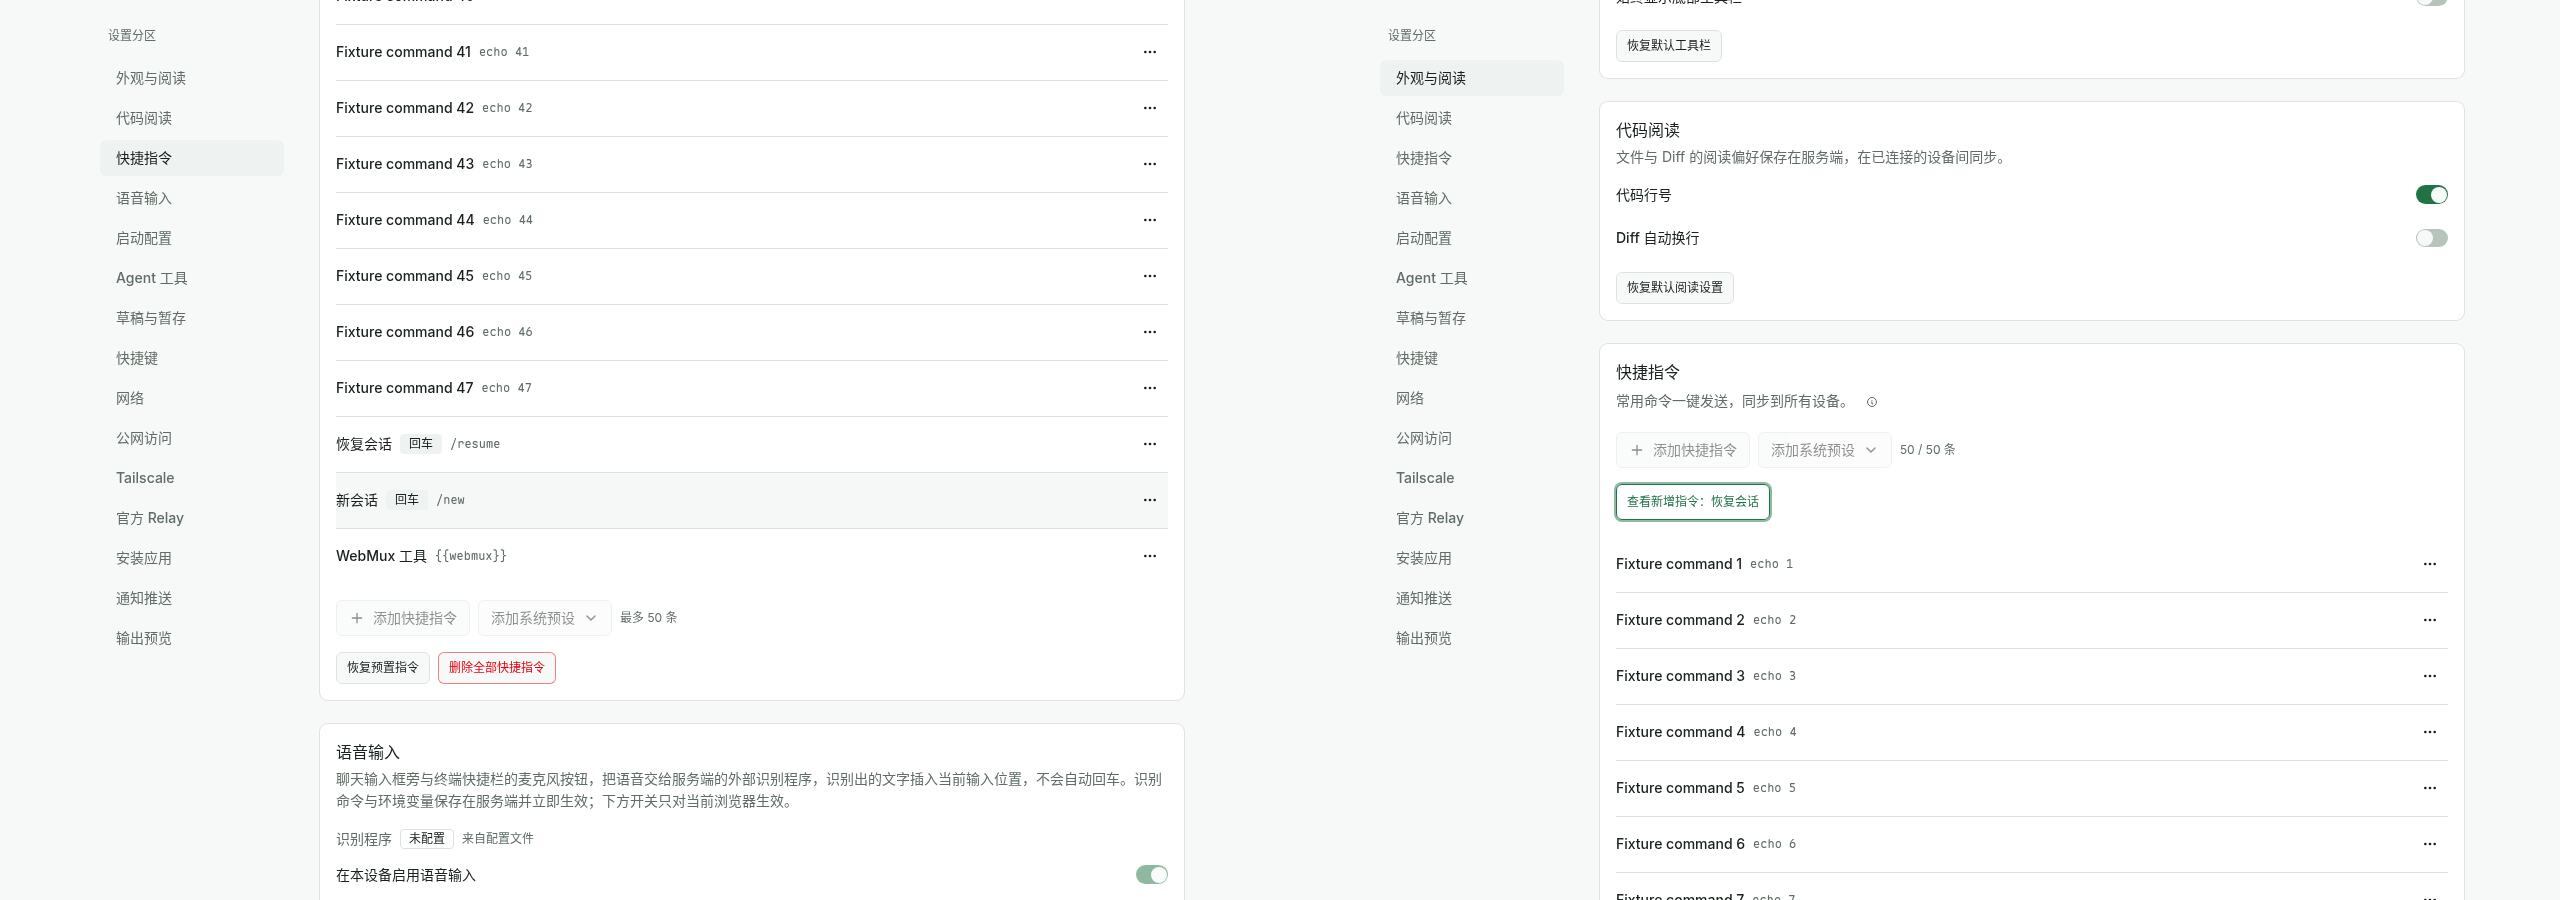 设置分区
外观与阅读
代码阅读
快捷指令
语音输入
启动配置
Agent 工具
草稿与暂存
快捷键
网络
公网访问
Tailscale
官方 Relay
安装应用
通知推送
输出预览
Fixture command 41 echo 41
Fixture command 42 echo 42
Fixture command 43 echo 43
Fixture command 44 echo 44
Fixture command 45 echo 45
Fixture command 46 echo 46
Fixture command 47 echo 47
恢复会话 回车 /resume
新会话 回车 /new
WebMux 工具 {{webmux}}
添加快捷指令 添加系统预设 最多 50 条
恢复预置指令 删除全部快捷指令
语音输入
聊天输入框旁与终端快捷栏的麦克风按钮，把语音交给服务端的外部识别程序，识别出的文字插入当前输入位置，不会自动回车。识别
命令与环境变量保存在服务端并立即生效；下方开关只对当前浏览器生效。
识别程序 未配置 来自配置文件
在本设备启用语音输入
设置分区
外观与阅读
代码阅读
快捷指令
语音输入
启动配置
Agent 工具
草稿与暂存
快捷键
网络
公网访问
Tailscale
官方 Relay
安装应用
通知推送
输出预览
恢复默认工具栏
代码阅读
文件与 Diff 的阅读偏好保存在服务端，在已连接的设备间同步。
代码行号
Diff 自动换行
恢复默认阅读设置
快捷指令
常用命令一键发送，同步到所有设备。
添加快捷指令 添加系统预设 50 / 50 条
查看新增指令：恢复会话
Fixture command 1 echo 1
Fixture command 2 echo 2
Fixture command 3 echo 3
Fixture command 4 echo 4
Fixture command 5 echo 5
Fixture command 6 echo 6
Fixture command 7 echo 7